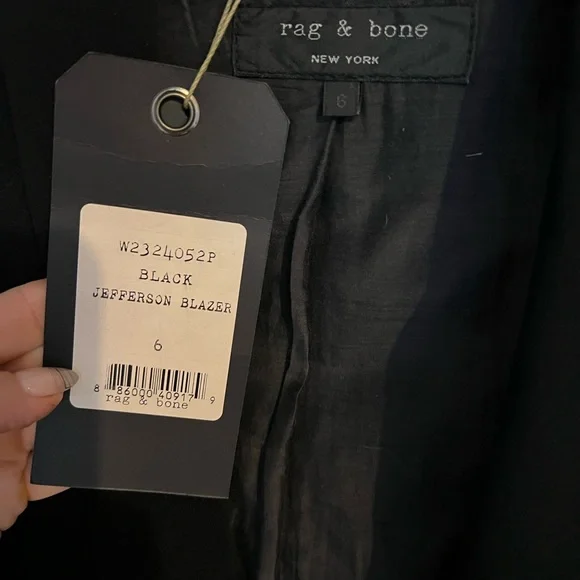 rag & bone
NEW YORK
6
W2324052P
BLACK
JEFFERSON BLAZER
6
8 86000 40917 9
rag & bone